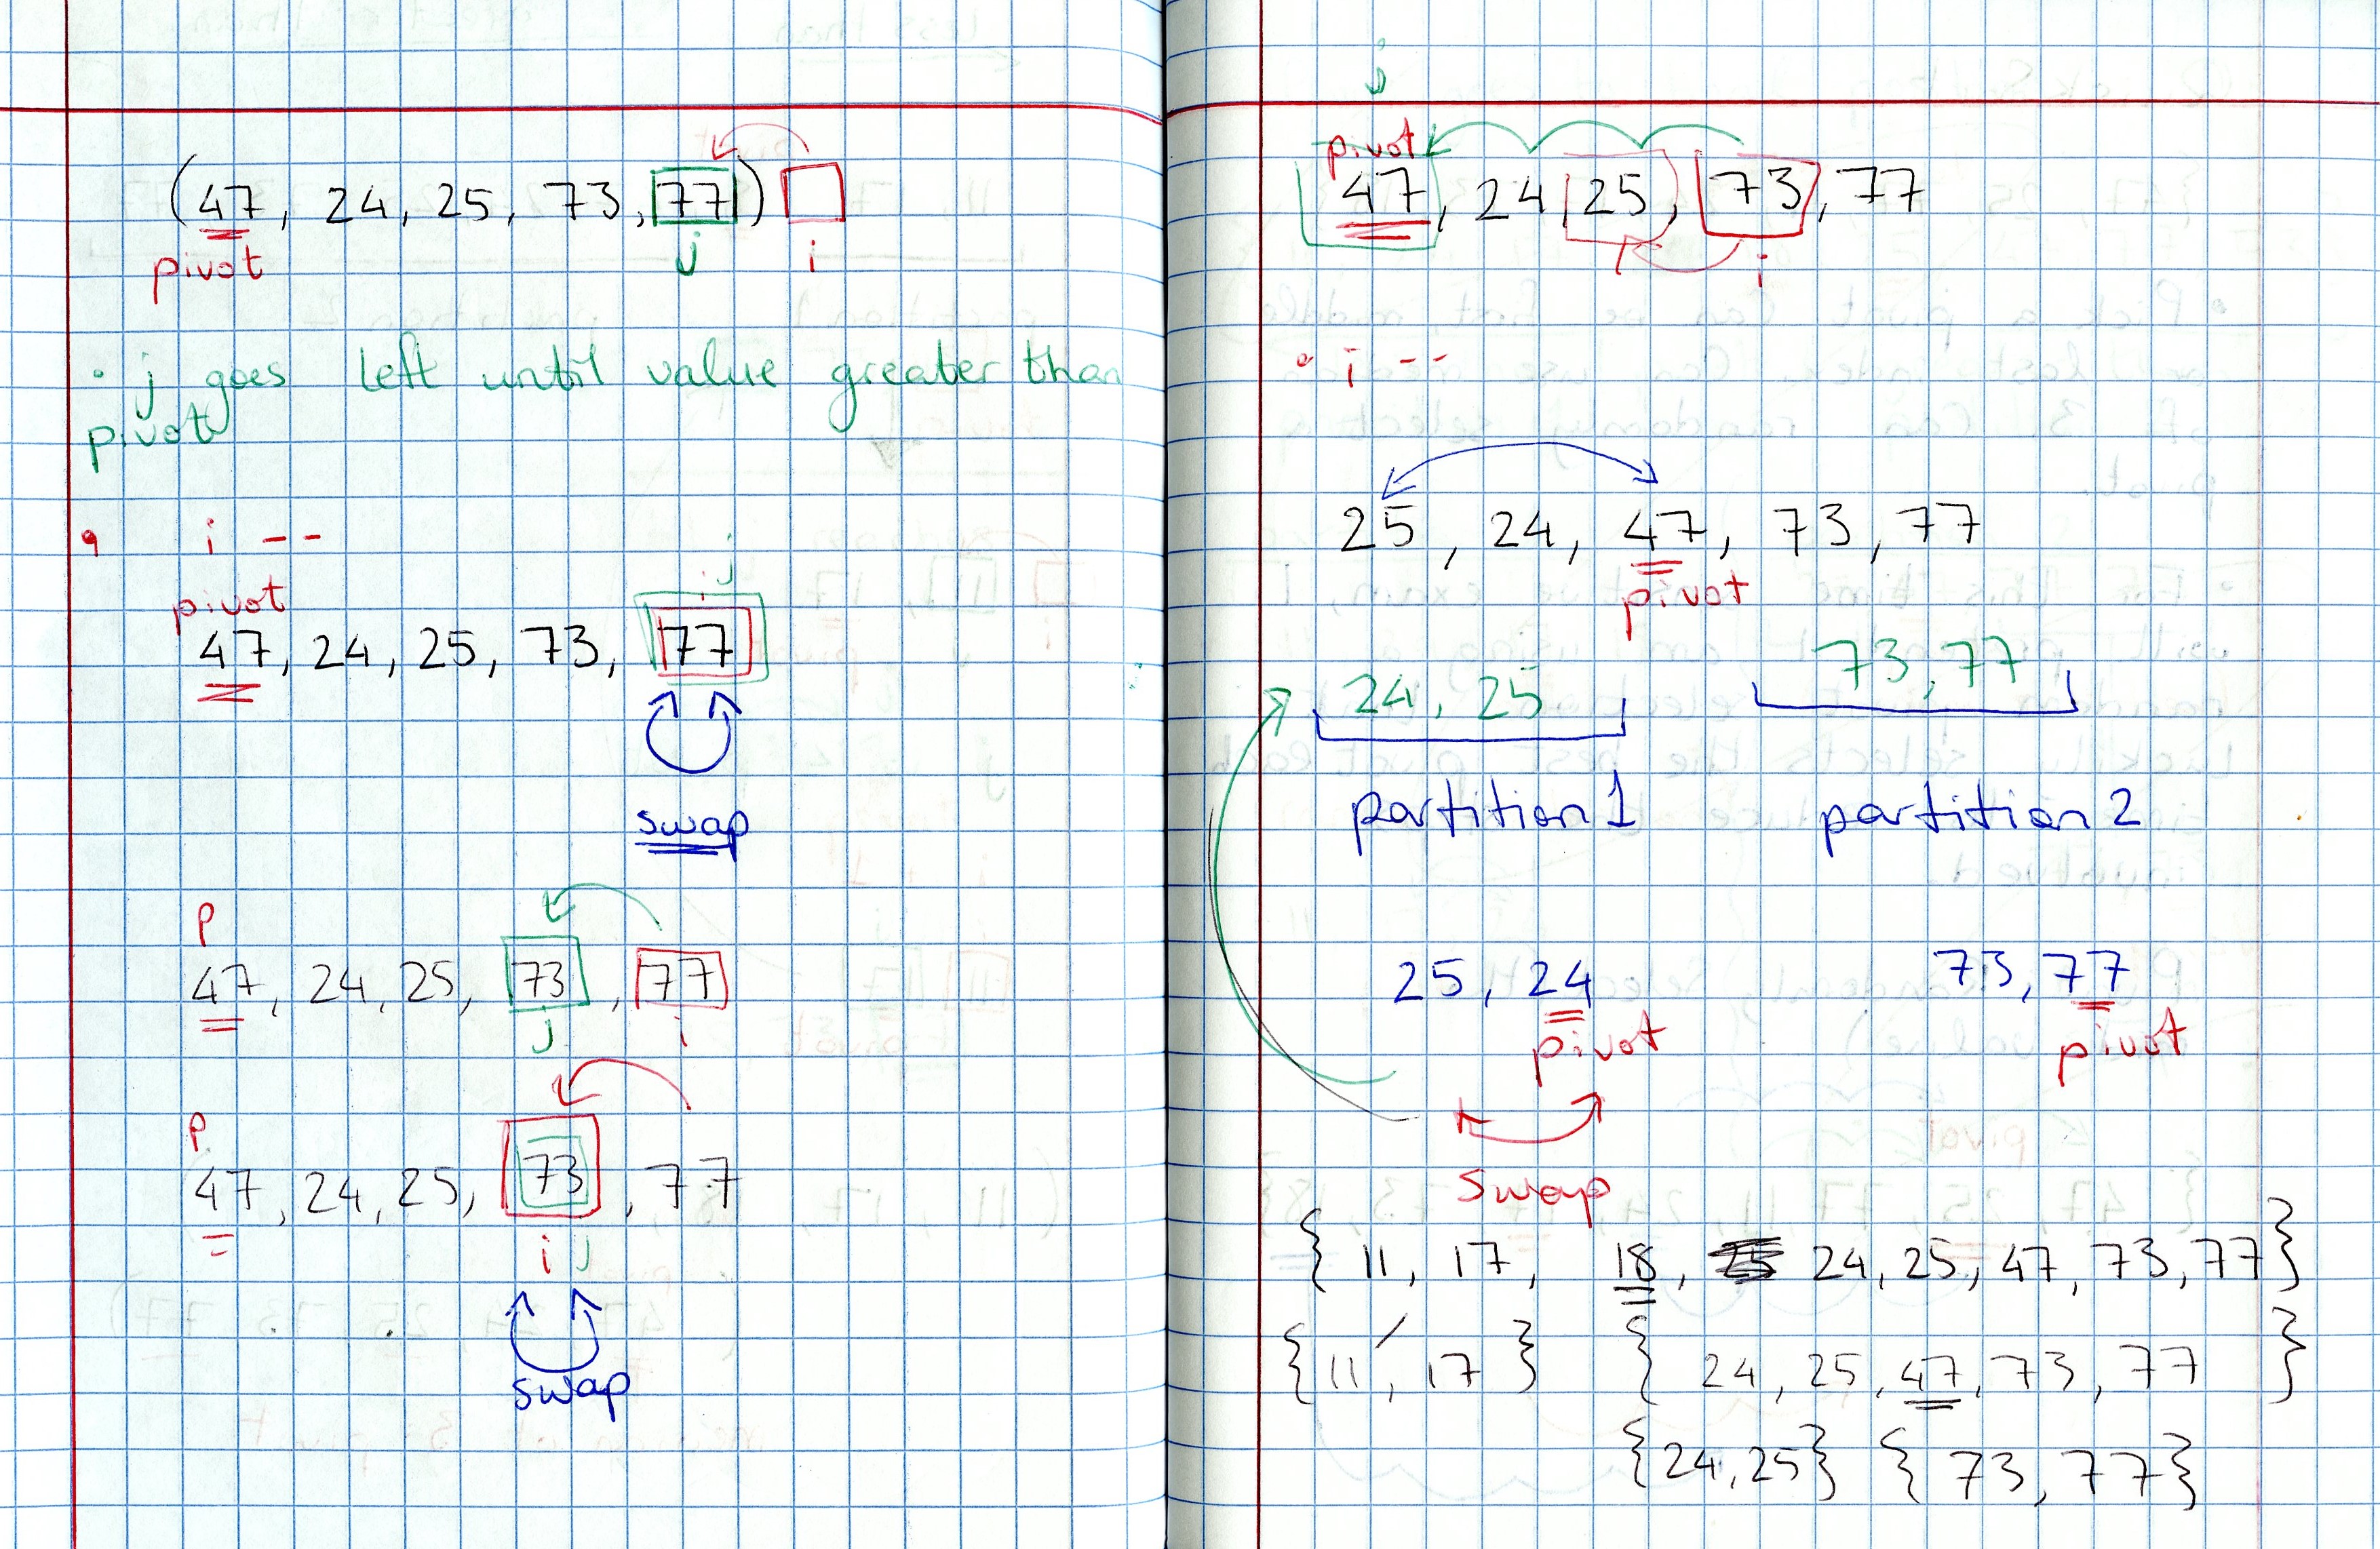 (47, 24, 25, 73, 77)
pivot j i
• j goes left until value greater than
pivot
• i --
pivot i j
47, 24, 25, 73, 77
swap
p
47, 24, 25, 73, 77
j i
p
47, 24, 25, 73, 77
i j
swap
j
pivot
47, 24, 25, 73, 77
i
• i --
25, 24, 47, 73, 77
pivot
24, 25 73, 77
partition 1 partition 2
25, 24 73, 77
pivot pivot
swap
{ 11, 17, 18, 24, 25, 47, 73, 77}
{11, 17} { 24, 25, 47, 73, 77 }
{24, 25} { 73, 77}